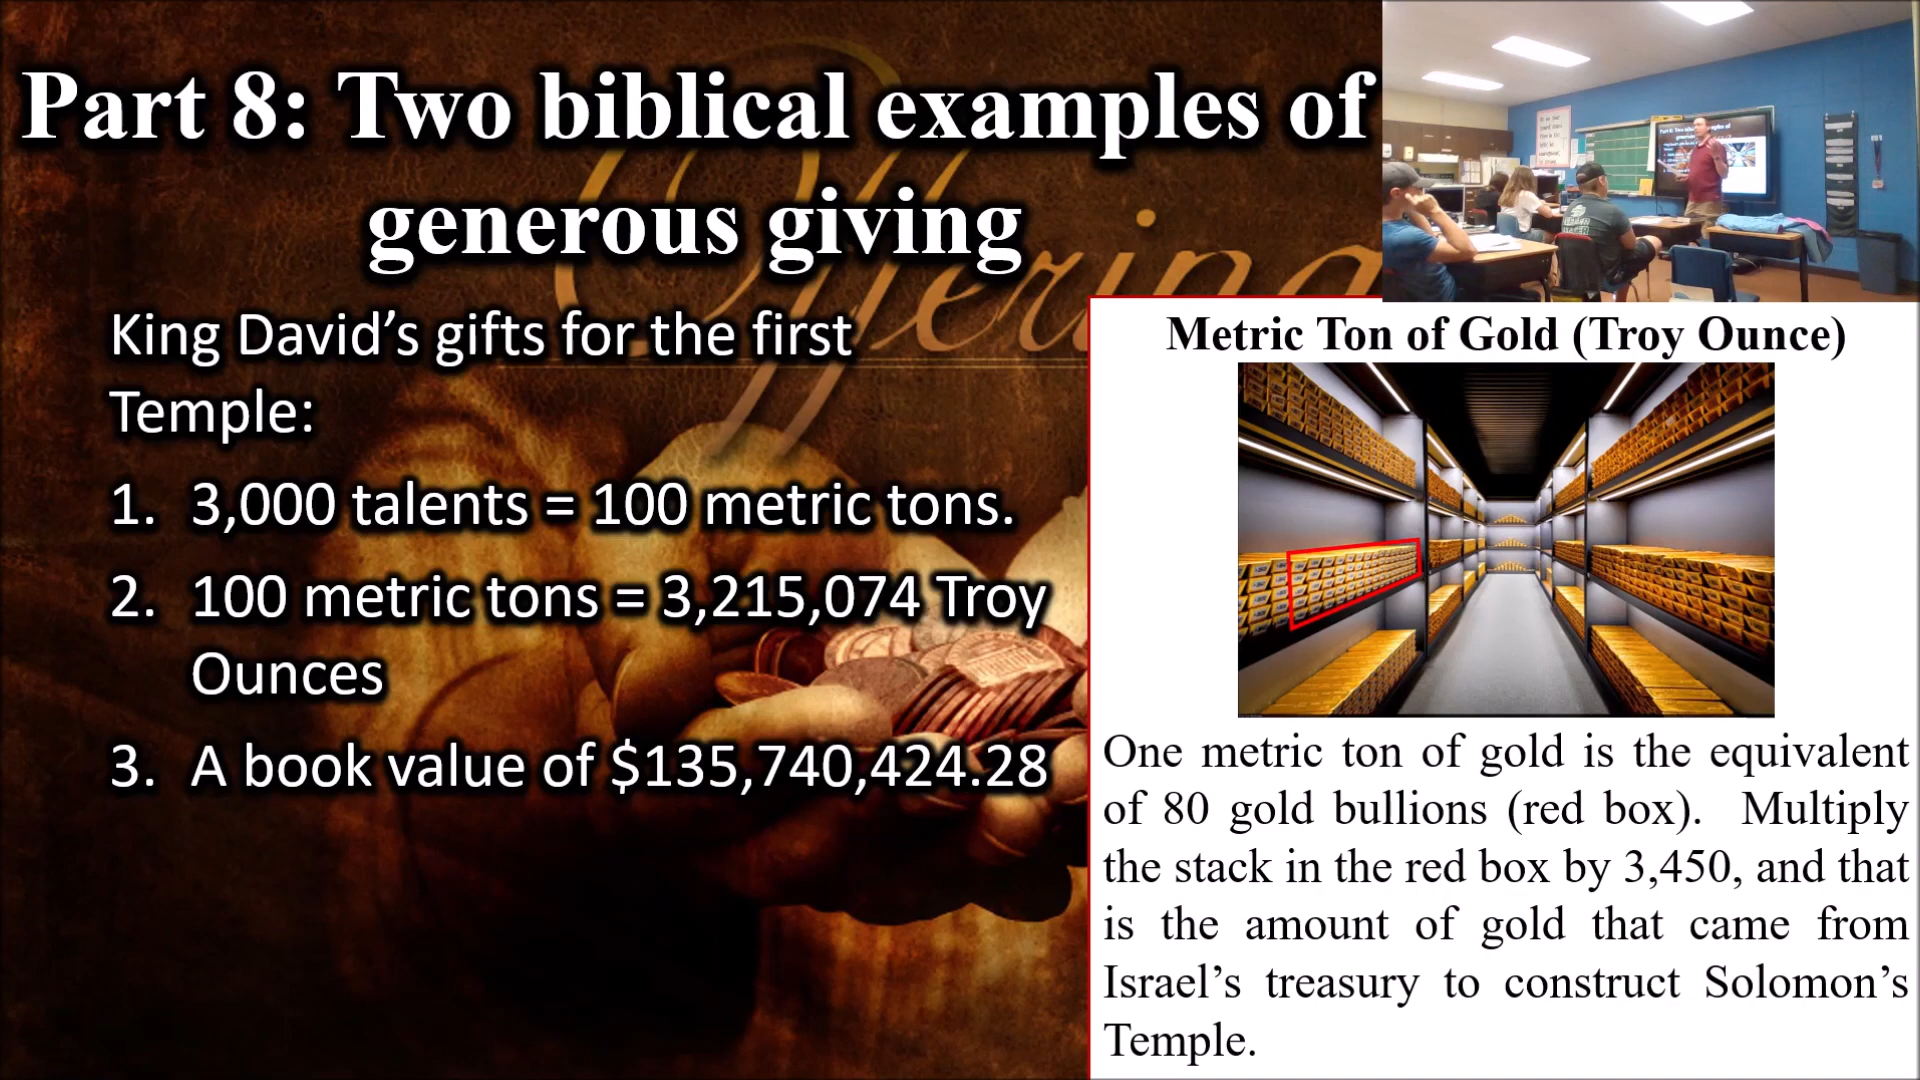 Part 8: Two biblical examples of
generous giving
Offering
King David’s gifts for the first
Temple:
1. 3,000 talents = 100 metric tons.
2. 100 metric tons = 3,215,074 Troy
Ounces
3. A book value of $135,740,424.28
Metric Ton of Gold (Troy Ounce)
One metric ton of gold is the equivalent
of 80 gold bullions (red box). Multiply
the stack in the red box by 3,450, and that
is the amount of gold that came from
Israel’s treasury to construct Solomon’s
Temple.